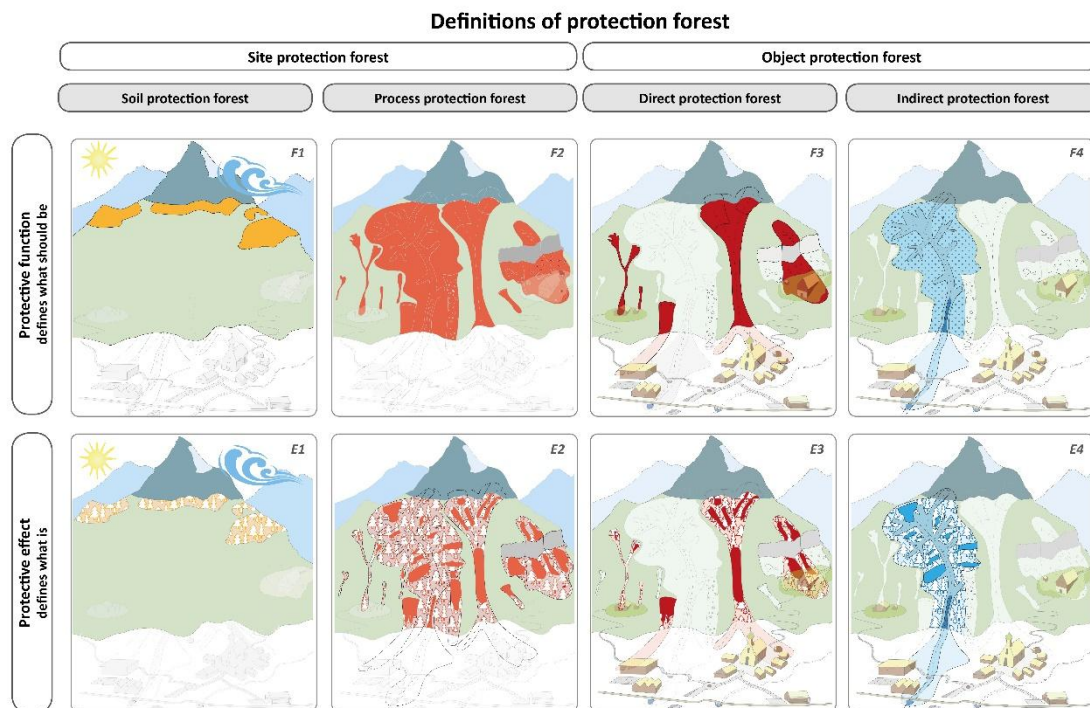 Definitions of protection forest
Site protection forest
Object protection forest
Soil protection forest
Process protection forest
Direct protection forest
Indirect protection forest
Protective function
defines what should be
F1
F2
F3
F4
Protective effect
defines what is
E1
E2
E3
E4